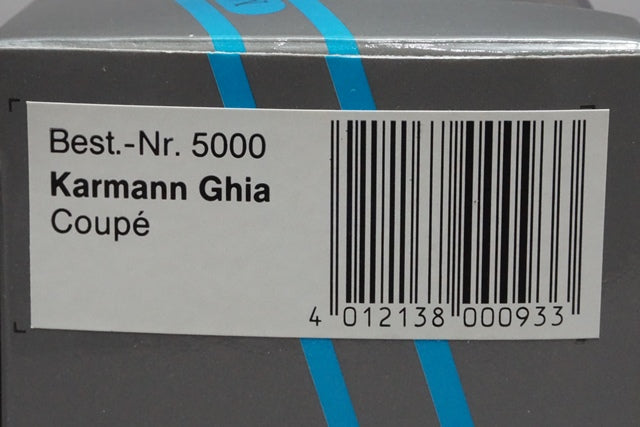 Best.-Nr. 5000
Karmann Ghia
Coupé
4 012138 000933